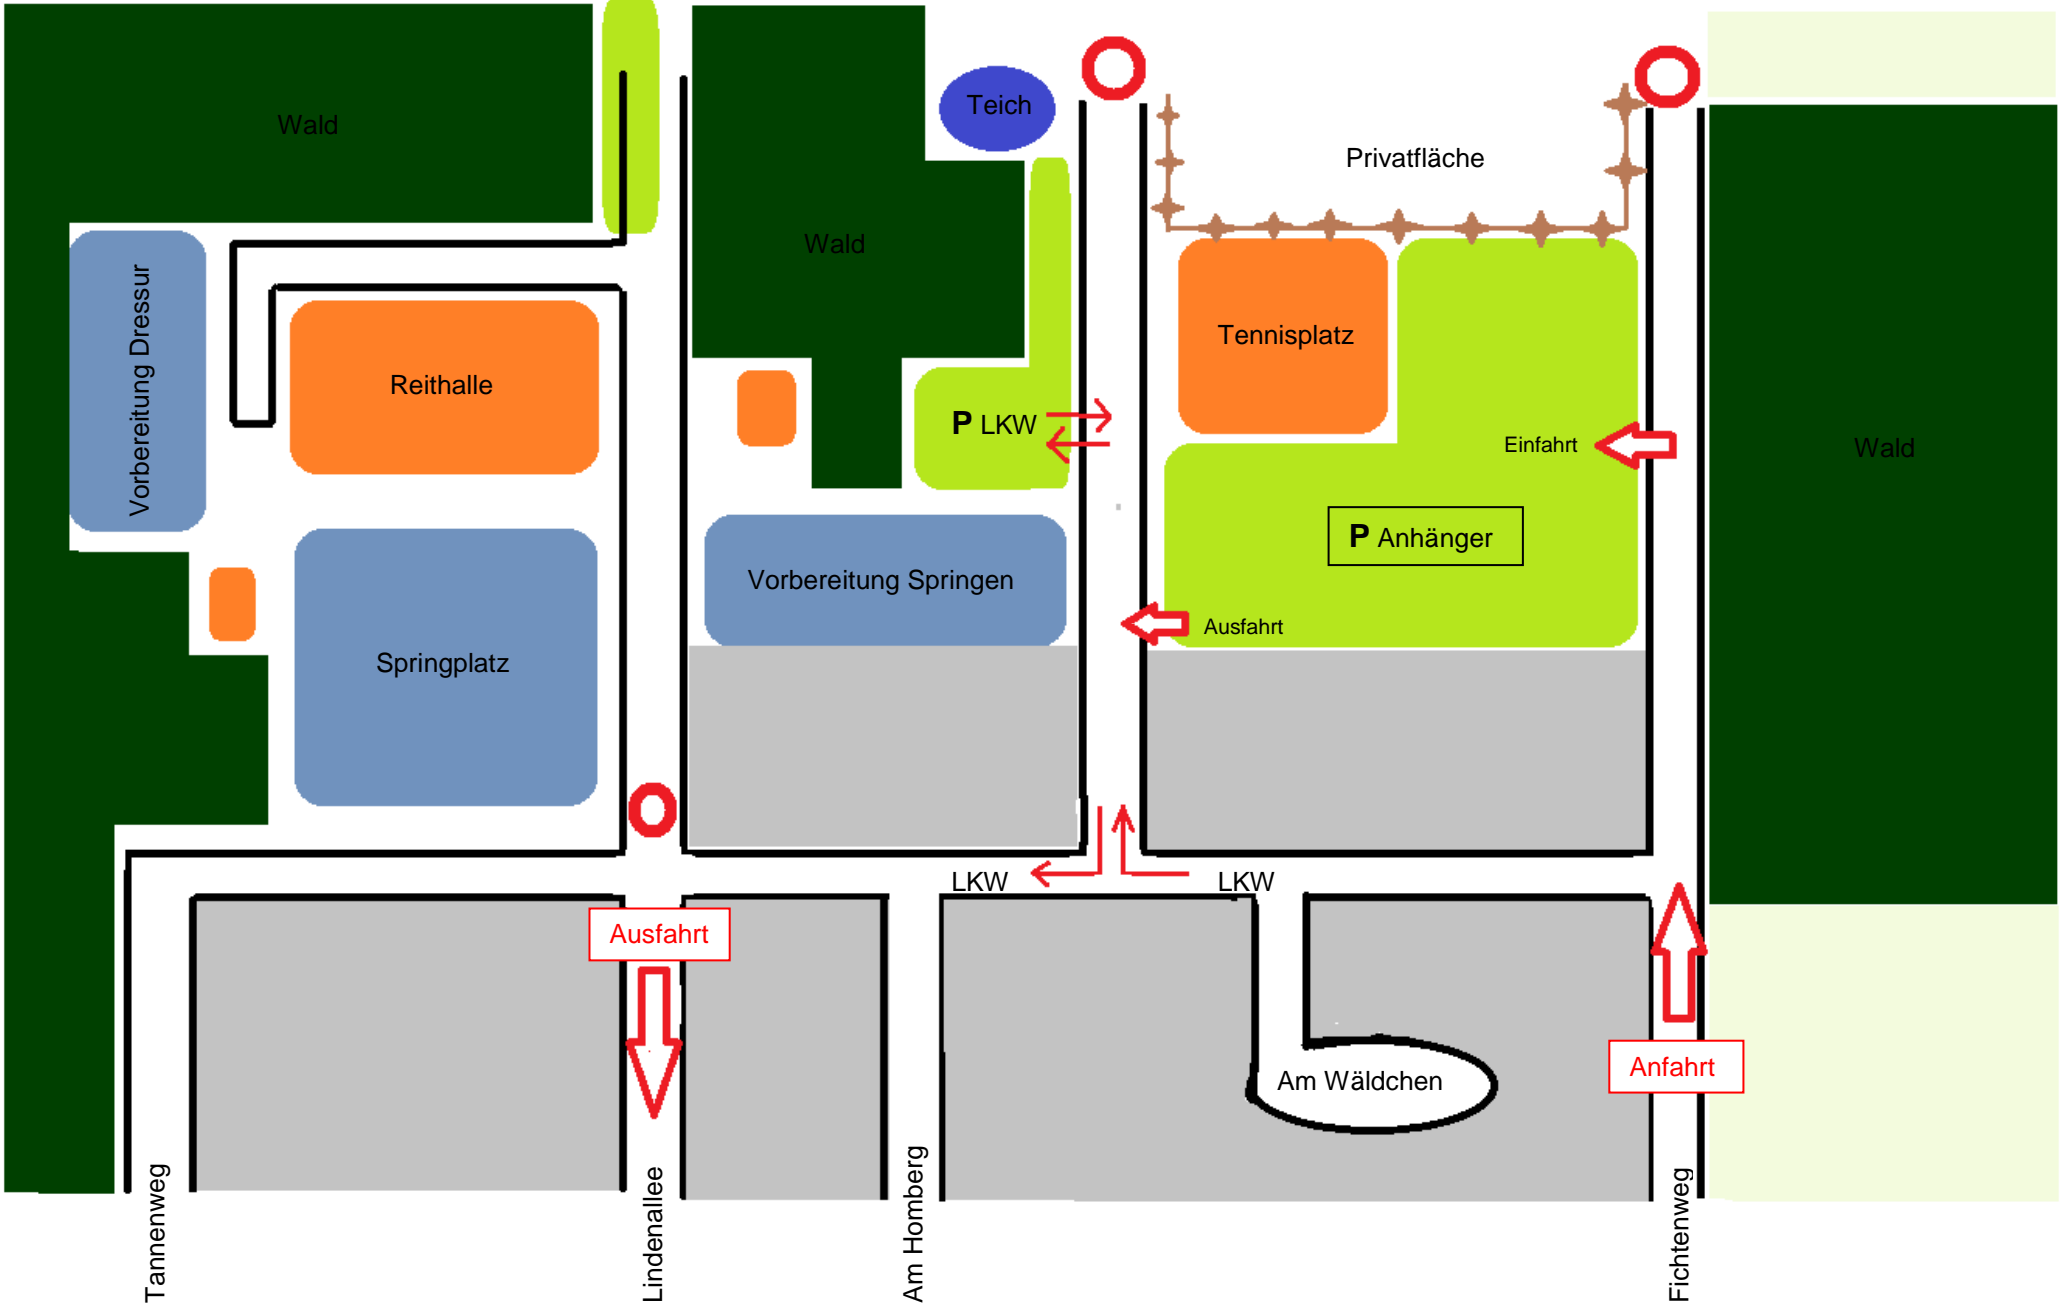 Teich
Wald
Privatfläche
Wald
Vorbereitung Dressur
Tennisplatz
Reithalle
P LKW
Einfahrt
Wald
P Anhänger
Vorbereitung Springen
Ausfahrt
Springplatz
LKW
LKW
Ausfahrt
Anfahrt
Am Wäldchen
Tannenweg
Lindenallee
Am Homberg
Fichtenweg